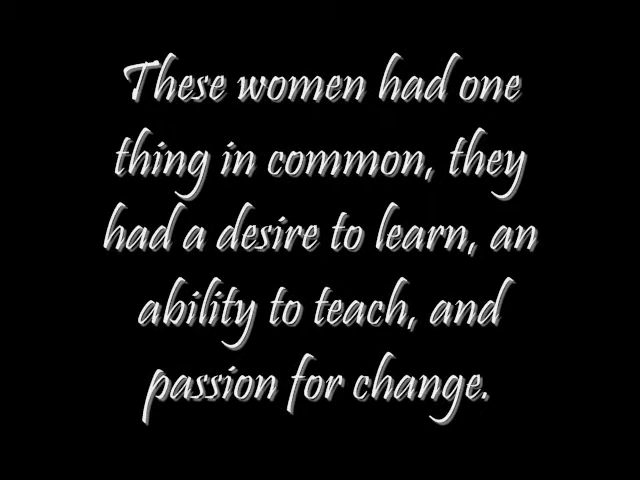 These women had one
thing in common, they
had a desire to learn, an
ability to teach, and
passion for change.